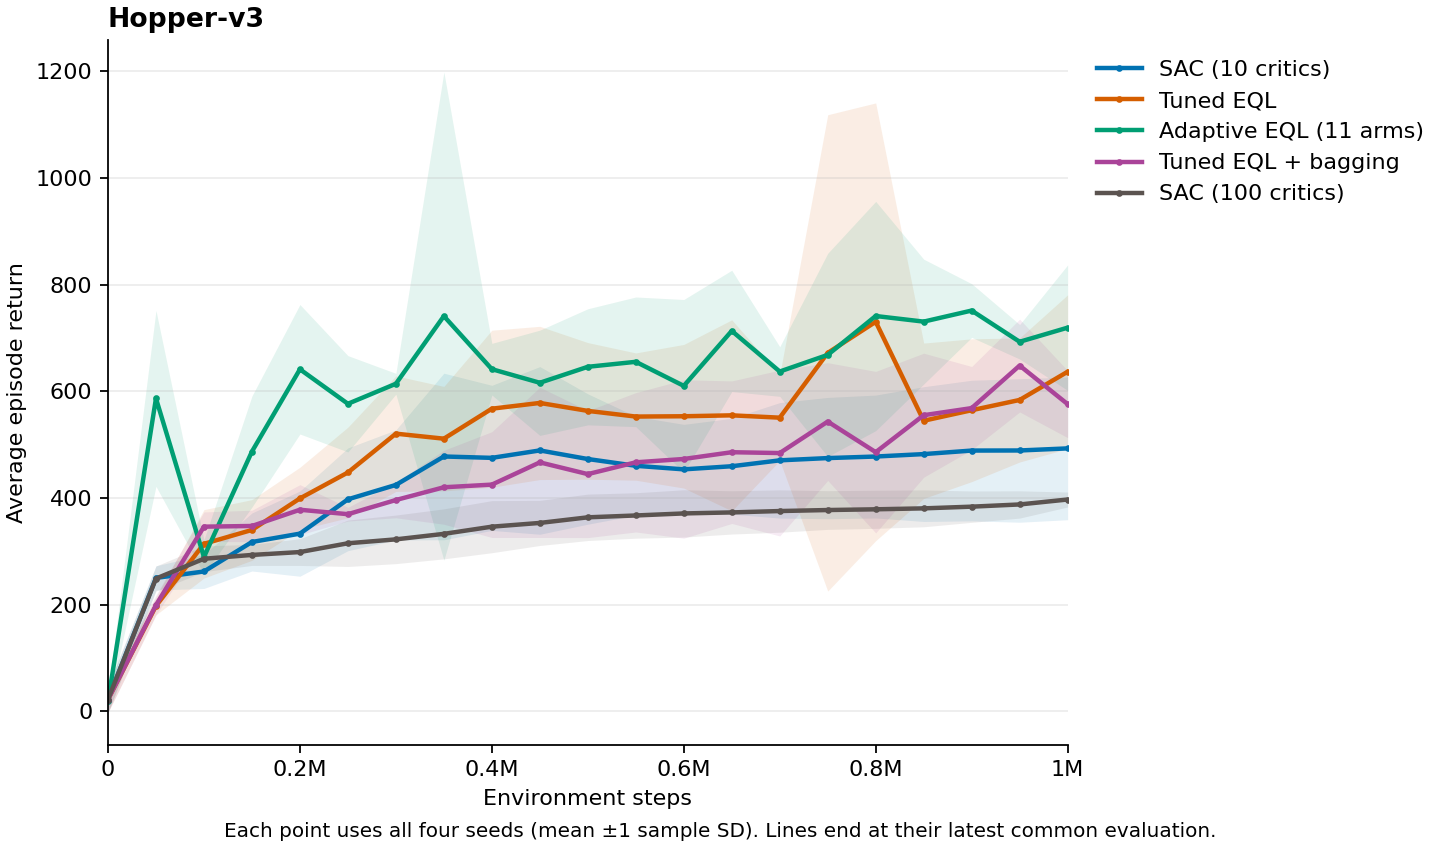 Hopper-v3
1200
1000
800
600
400
200
0
Average episode return
0
0.2M
0.4M
0.6M
0.8M
1M
Environment steps
SAC (10 critics)
Tuned EQL
Adaptive EQL (11 arms)
Tuned EQL + bagging
SAC (100 critics)
Each point uses all four seeds (mean ±1 sample SD). Lines end at their latest common evaluation.